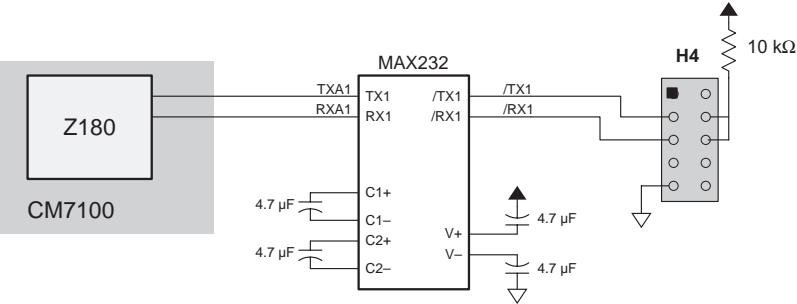 10 kΩ
H4
MAX232
TXA1 TX1 /TX1 /TX1
RXA1 RX1 /RX1 /RX1
Z180
CM7100
C1+
4.7 µF
C1–
C2+
4.7 µF
C2–
V+
4.7 µF
V–
4.7 µF